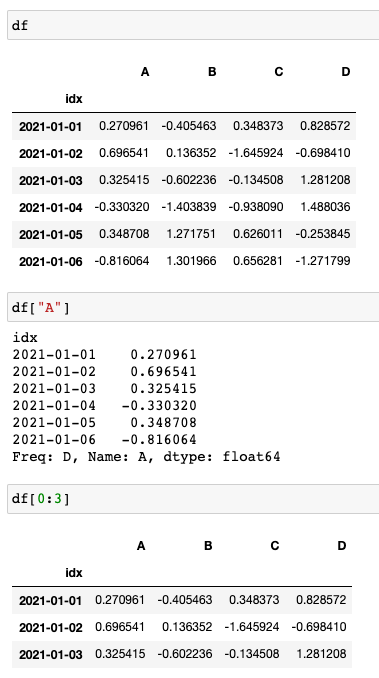 df
A B C D
idx
2021-01-01 0.270961 -0.405463 0.348373 0.828572
2021-01-02 0.696541 0.136352 -1.645924 -0.698410
2021-01-03 0.325415 -0.602236 -0.134508 1.281208
2021-01-04 -0.330320 -1.403839 -0.938090 1.488036
2021-01-05 0.348708 1.271751 0.626011 -0.253845
2021-01-06 -0.816064 1.301966 0.656281 -1.271799
df["A"]
idx
2021-01-01 0.270961
2021-01-02 0.696541
2021-01-03 0.325415
2021-01-04 -0.330320
2021-01-05 0.348708
2021-01-06 -0.816064
Freq: D, Name: A, dtype: float64
df[0:3]
A B C D
idx
2021-01-01 0.270961 -0.405463 0.348373 0.828572
2021-01-02 0.696541 0.136352 -1.645924 -0.698410
2021-01-03 0.325415 -0.602236 -0.134508 1.281208